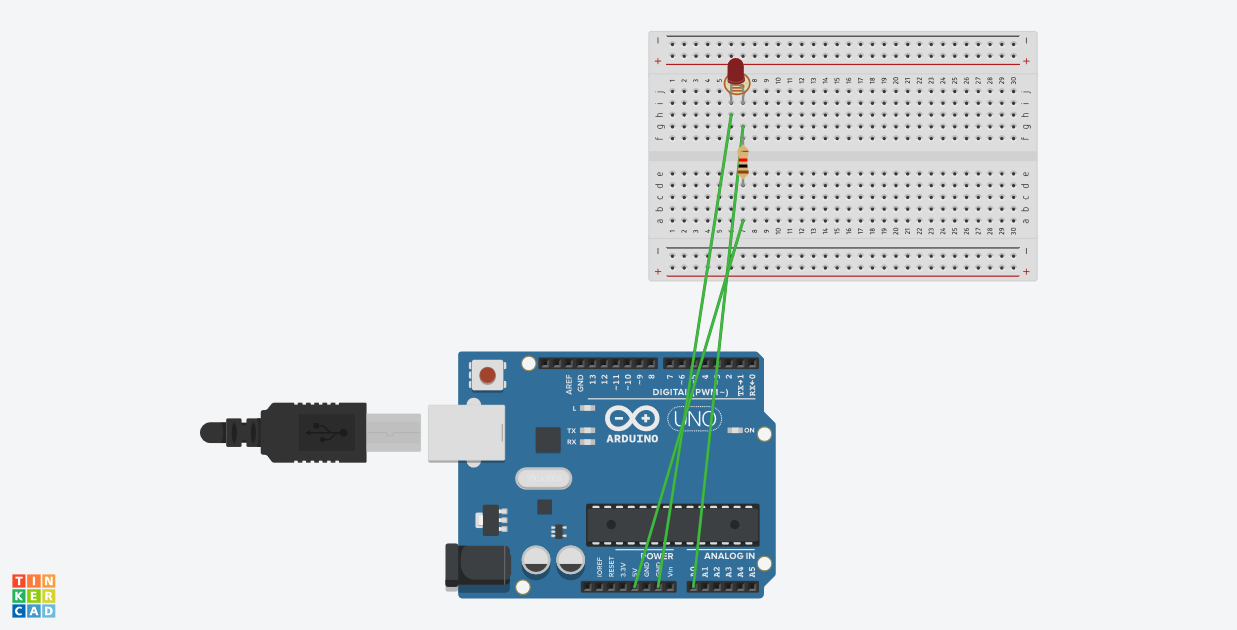 − −
+ +
1 2 3 4 5 8 9 10 11 12 13 14 15 16 17 18 19 20 21 22 23 24 25 26 27 28 29 30
j j
i i
h h
g g
f f
e e
d d
c c
b b
a a
1 2 3 4 5 7 8 9 10 11 12 13 14 15 16 17 18 19 20 21 22 23 24 25 26 27 28 29 30
− −
+ +
AREF GND 13 12 ~11 ~10 ~9 8 7 ~6 ~5 4 ~3 2 TX→1 RX←0
DIGITAL (PWM~)
L
TX
RX
UNO
ON
ARDUINO
POWER ANALOG IN
IOREF RESET 3.3V 5V GND GND Vin A0 A1 A2 A3 A4 A5
TIN
KER
CAD